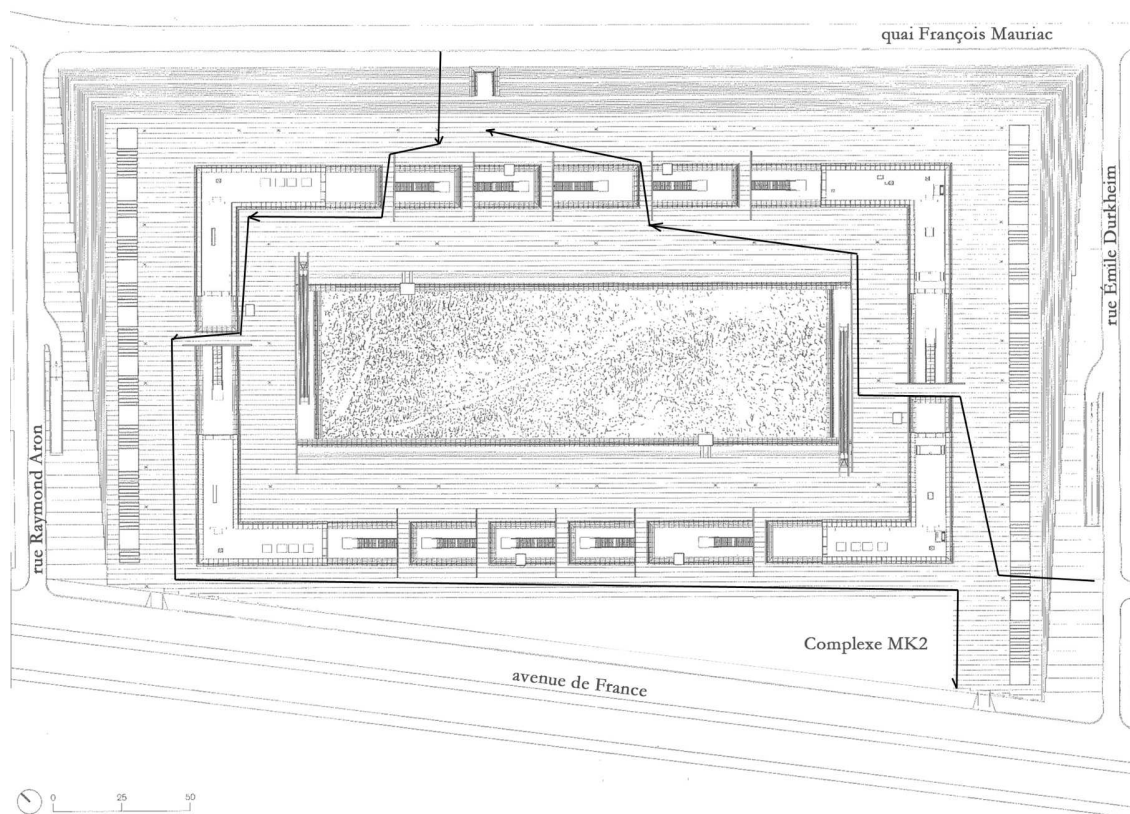 quai François Mauriac
rue Émile Durkheim
rue Raymond Aron
Complexe MK2
avenue de France
0 25 50